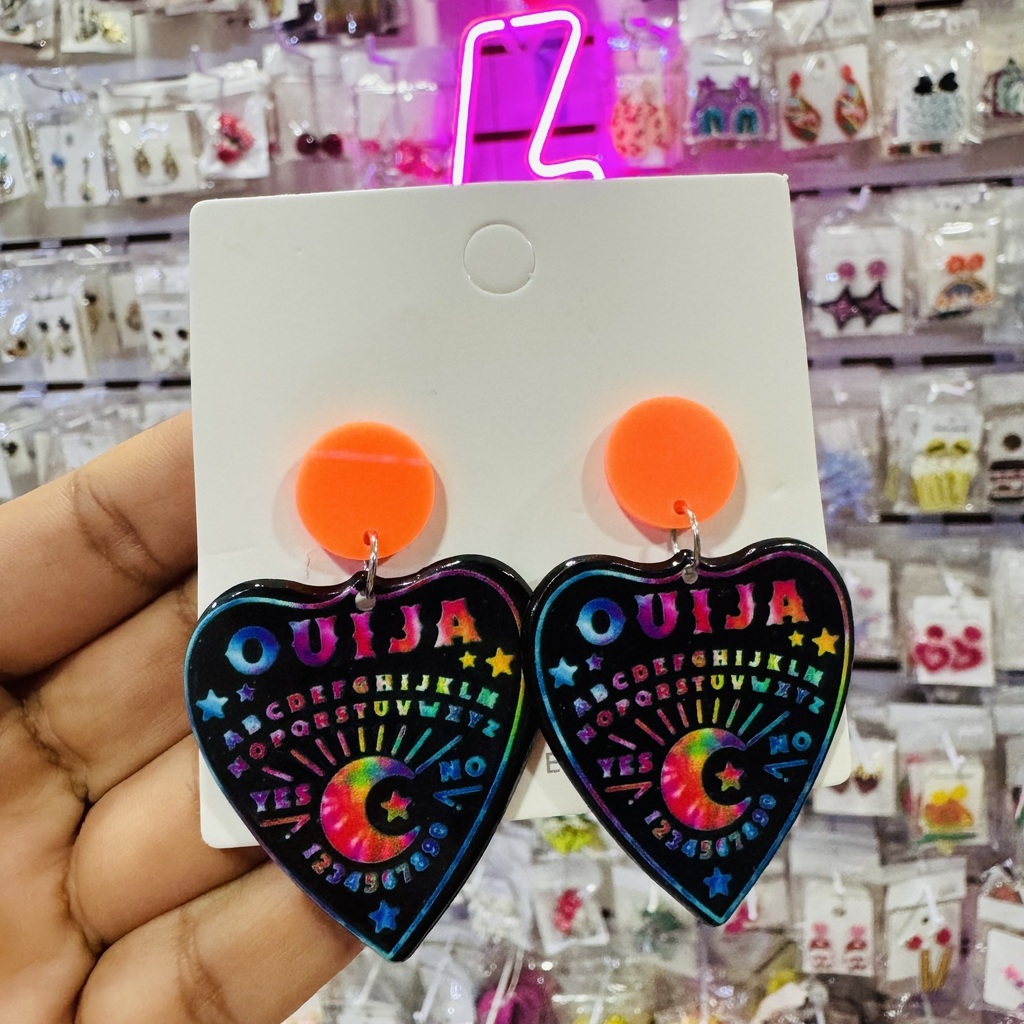 OUIJA
ABCDEFGHIJKLM
NOPQRSTUVWXYZ
YES NO
1234567890
OUIJA
ABCDEFGHIJKLM
NOPQRSTUVWXYZ
YES NO
1234567890